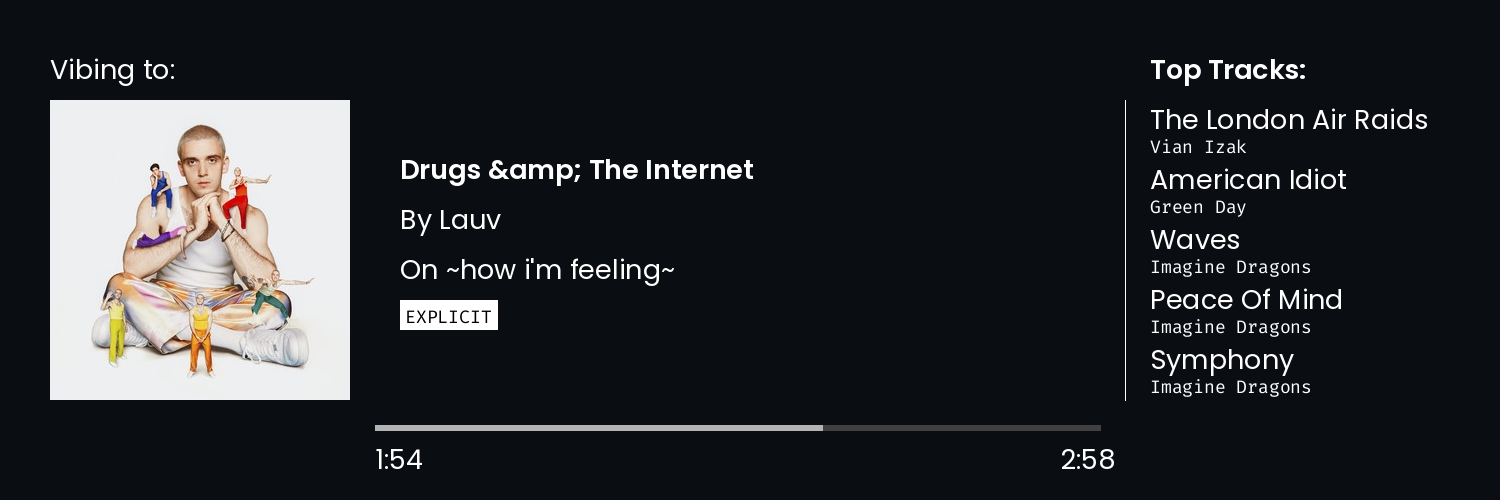 Vibing to:
Drugs &amp; The Internet
By Lauv
On ~how i'm feeling~
EXPLICIT
1:54
2:58
Top Tracks:
The London Air Raids
Vian Izak
American Idiot
Green Day
Waves
Imagine Dragons
Peace Of Mind
Imagine Dragons
Symphony
Imagine Dragons